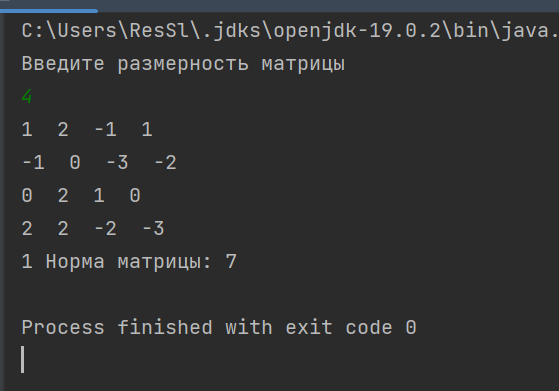 C:\Users\ResSl\.jdks\openjdk-19.0.2\bin\java.
Введите размерность матрицы
4
1  2  -1  1
-1  0  -3  -2
0  2  1  0
2  2  -2  -3
1 Норма матрицы: 7
Process finished with exit code 0